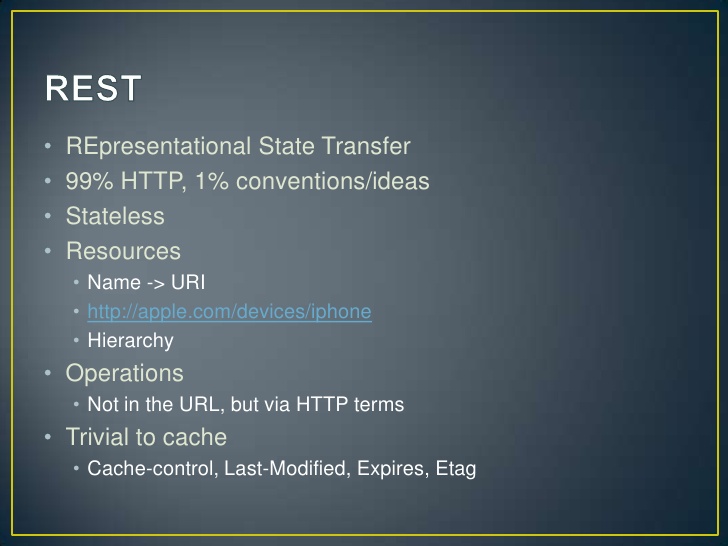 REST
• REpresentational State Transfer
• 99% HTTP, 1% conventions/ideas
• Stateless
• Resources
• Name -> URI
• http://apple.com/devices/iphone
• Hierarchy
• Operations
• Not in the URL, but via HTTP terms
• Trivial to cache
• Cache-control, Last-Modified, Expires, Etag